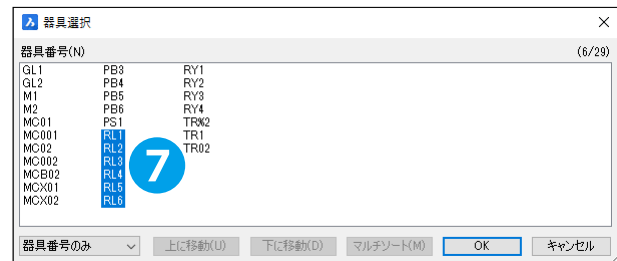 器具選択
器具番号(N) (6/29)
GL1 PB3 RY1
GL2 PB4 RY2
M1 PB5 RY3
M2 PB6 RY4
MC01 PS1 TR%2
MC001 RL1 TR1
MC02 RL2 TR02
MC002 RL3
MCB02 RL4
MCX01 RL5
MCX02 RL6
7
器具番号のみ 上に移動(U) 下に移動(D) マルチソート(M) OK キャンセル